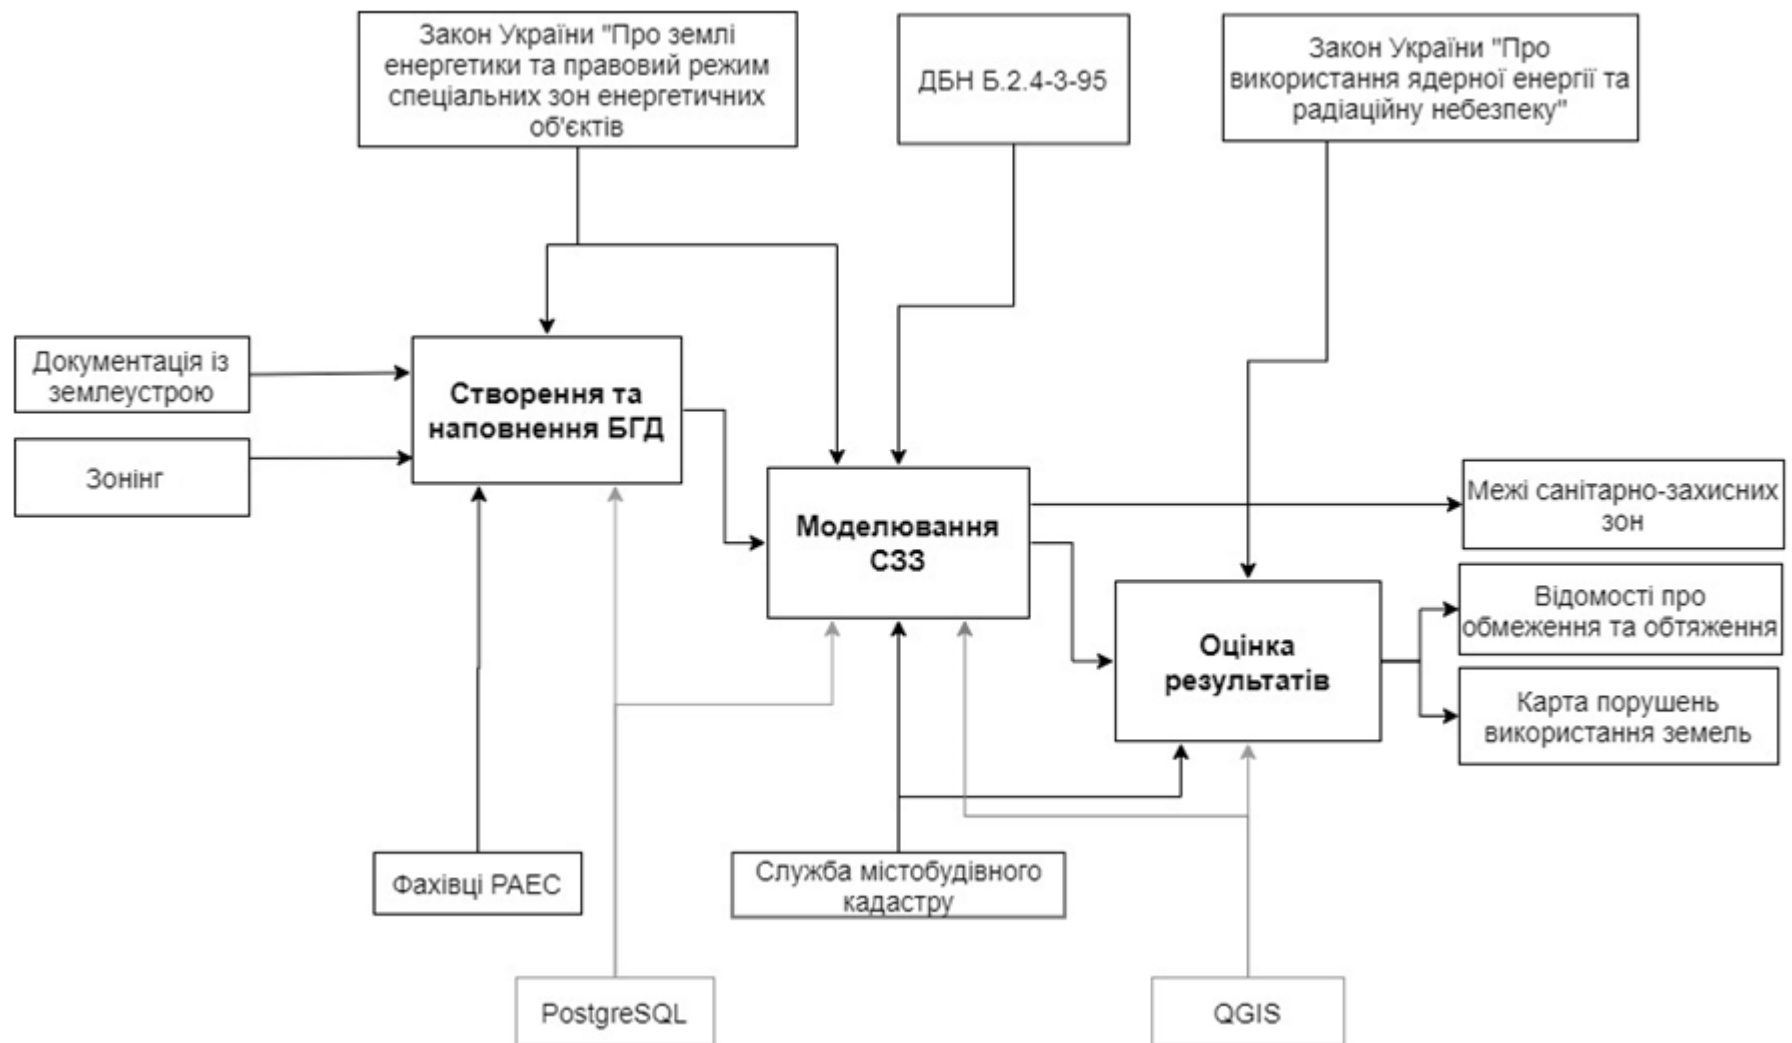 Закон України "Про землі
енергетики та правовий режим
спеціальних зон енергетичних
об'єктів
ДБН Б.2.4-3-95
Закон України "Про
використання ядерної енергії та
радіаційну небезпеку"
Документація із
землеустрою
Зонінг
Створення та
наповнення БГД
Моделювання
СЗЗ
Оцінка
результатів
Межі санітарно-захисних
зон
Відомості про
обмеження та обтяження
Карта порушень
використання земель
Фахівці РАЕС
Служба містобудівного
кадастру
PostgreSQL
QGIS